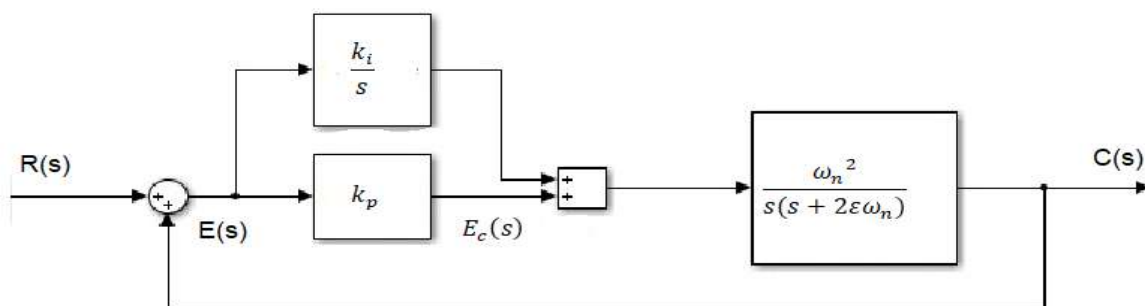 k_i
s
R(s)
+
+
E(s)
k_p
E_c(s)
+
+
ω_n²
s(s + 2εω_n)
C(s)